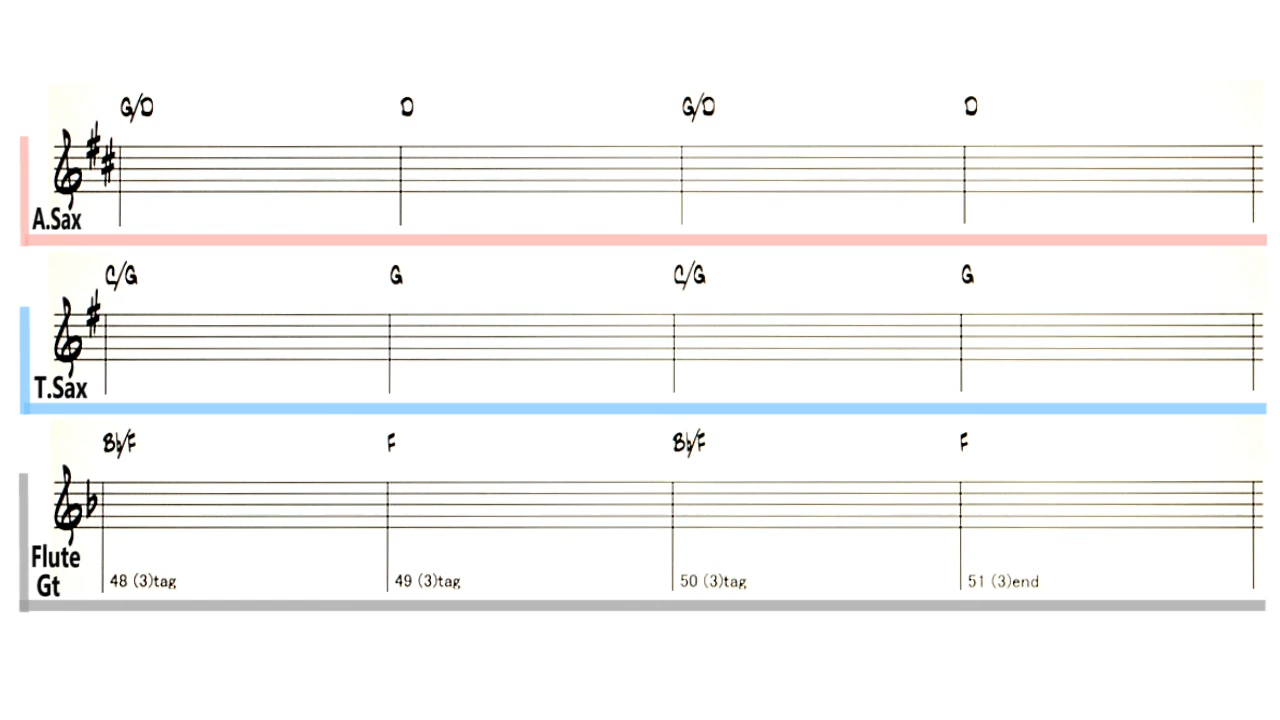 G/D D G/D D
A.Sax
C/G G C/G G
T.Sax
B♭/F F B♭/F F
Flute
Gt
48 (3)tag 49 (3)tag 50 (3)tag 51 (3)end